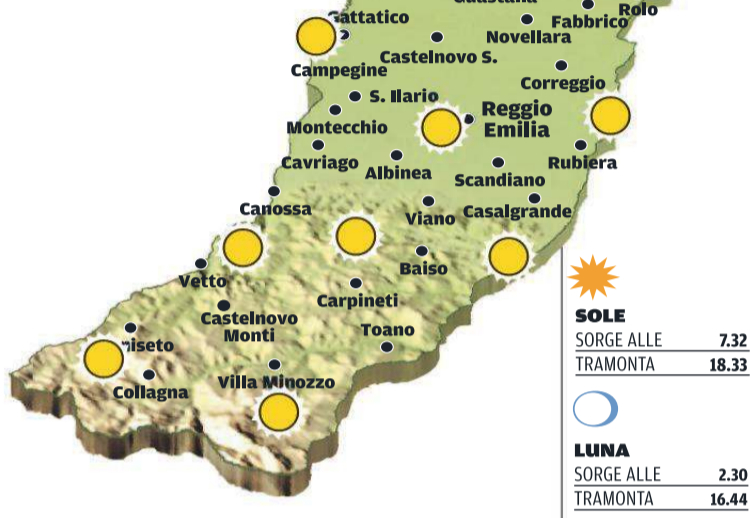 Rolo
Fabbrico
Gattatico
Novellara
Castelnovo S.
Campegine
Correggio
S. Ilario
Reggio
Emilia
Montecchio
Cavriago
Albinea
Rubiera
Scandiano
Canossa
Viano
Casalgrande
Baiso
Vetto
Carpineti
Castelnovo
Monti
Toano
Villa Minozzo
Collagna
SOLE
SORGE ALLE 7.32
TRAMONTA 18.33
LUNA
SORGE ALLE 2.30
TRAMONTA 16.44